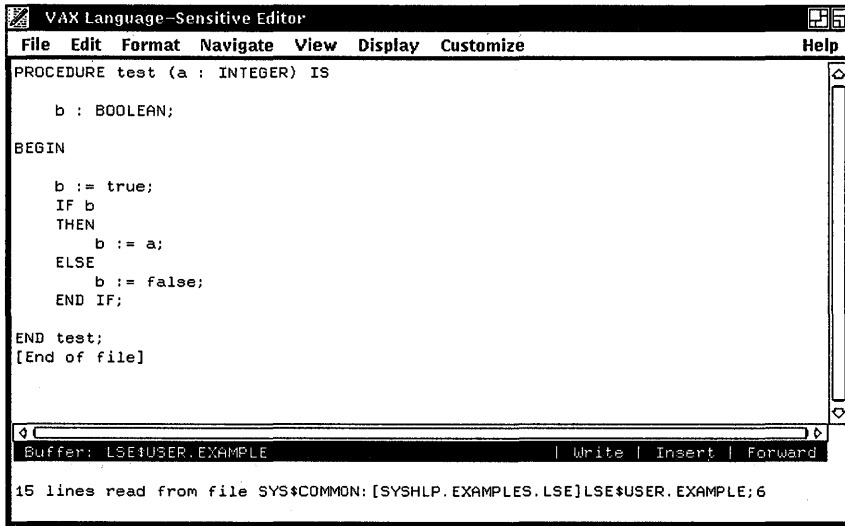 VAX Language-Sensitive Editor
File Edit Format Navigate View Display Customize Help
PROCEDURE test (a : INTEGER) IS
b : BOOLEAN;
BEGIN
b := true;
IF b
THEN
b := a;
ELSE
b := false;
END IF;
END test;
[End of file]
Buffer: LSE$USER.EXAMPLE | Write | Insert | Forward
15 lines read from file SYS$COMMON:[SYSHLP.EXAMPLES.LSE]LSE$USER.EXAMPLE;6